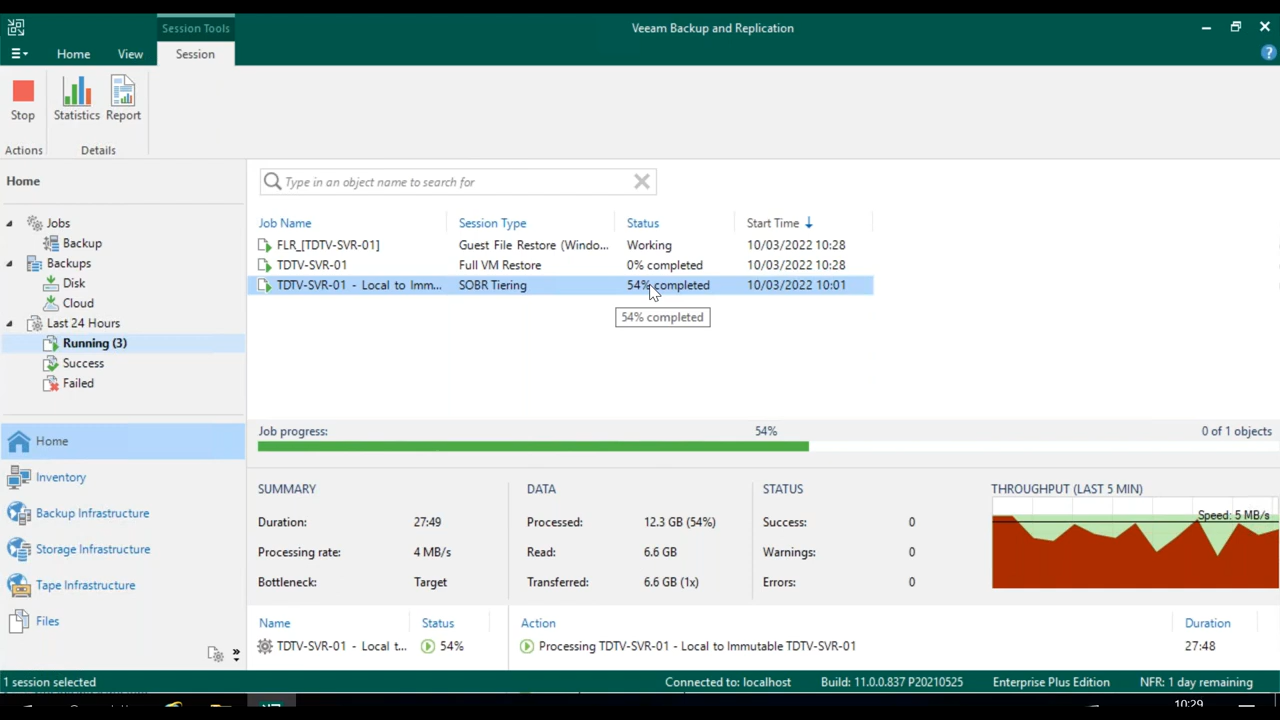 Session Tools
Veeam Backup and Replication
Home View Session
Stop Statistics Report
Actions Details
Home
Type in an object name to search for
Jobs
Backup
Backups
Disk
Cloud
Last 24 Hours
Running (3)
Success
Failed
Home
Inventory
Backup Infrastructure
Storage Infrastructure
Tape Infrastructure
Files
Job Name Session Type Status Start Time
FLR_[TDTV-SVR-01] Guest File Restore (Windo... Working 10/03/2022 10:28
TDTV-SVR-01 Full VM Restore 0% completed 10/03/2022 10:28
TDTV-SVR-01 - Local to Imm... SOBR Tiering 54% completed 10/03/2022 10:01
54% completed
Job progress: 54% 0 of 1 objects
SUMMARY DATA STATUS THROUGHPUT (LAST 5 MIN)
Speed: 5 MB/s
Duration: 27:49 Processed: 12.3 GB (54%) Success: 0
Processing rate: 4 MB/s Read: 6.6 GB Warnings: 0
Bottleneck: Target Transferred: 6.6 GB (1x) Errors: 0
Name Status Action Duration
TDTV-SVR-01 - Local t... 54% Processing TDTV-SVR-01 - Local to Immutable TDTV-SVR-01 27:48
1 session selected Connected to: localhost Build: 11.0.0.837 P20210525 Enterprise Plus Edition NFR: 1 day remaining
10:29